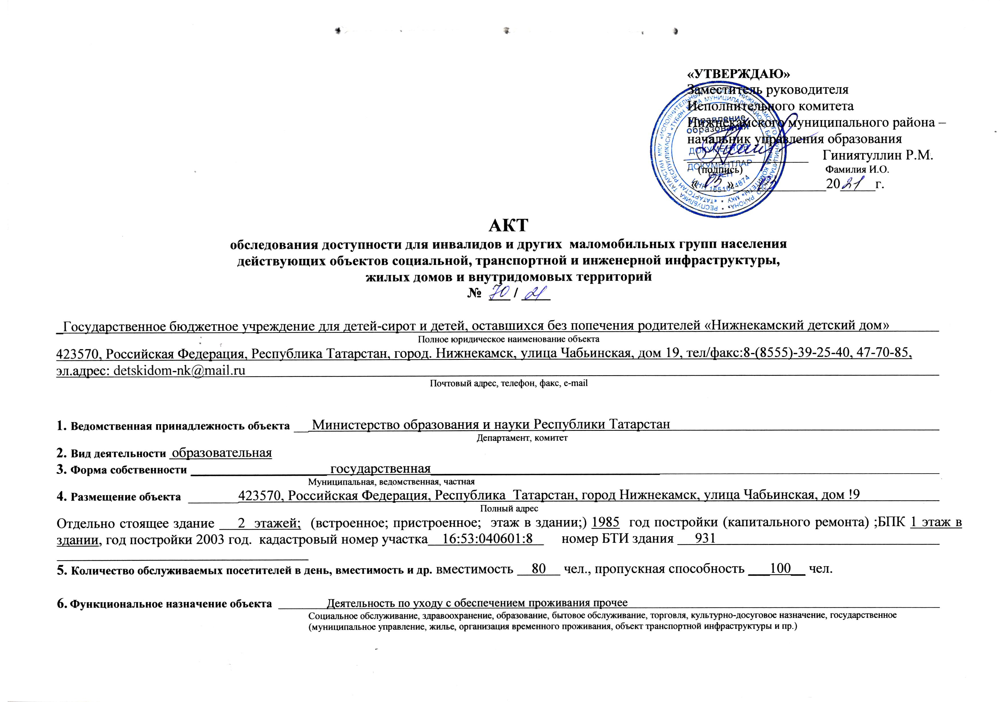 «УТВЕРЖДАЮ»
Заместитель руководителя
Исполнительного комитета
Нижнекамского муниципального района –
начальник управления образования
Гиниятуллин Р.М.
(подпись) Фамилия И.О.
«05» 03 2021 г.
Управление
образования
ДОКУМЕНТОВ
ДОКУМЕНТЛАР
ӨЧЕН
ИНН 1651044874
АКТ
обследования доступности для инвалидов и других маломобильных групп населения
действующих объектов социальной, транспортной и инженерной инфраструктуры,
жилых домов и внутридомовых территорий
№ 70 / 21
Государственное бюджетное учреждение для детей-сирот и детей, оставшихся без попечения родителей «Нижнекамский детский дом»
Полное юридическое наименование объекта
423570, Российская Федерация, Республика Татарстан, город. Нижнекамск, улица Чабьинская, дом 19, тел/факс:8-(8555)-39-25-40, 47-70-85,
эл.адрес: detskidom-nk@mail.ru
Почтовый адрес, телефон, факс, e-mail
1. Ведомственная принадлежность объекта Министерство образования и науки Республики Татарстан
Департамент, комитет
2. Вид деятельности образовательная
3. Форма собственности государственная
Муниципальная, ведомственная, частная
4. Размещение объекта 423570, Российская Федерация, Республика Татарстан, город Нижнекамск, улица Чабьинская, дом !9
Полный адрес
Отдельно стоящее здание 2 этажей; (встроенное; пристроенное; этаж в здании;) 1985 год постройки (капитального ремонта) ;БПК 1 этаж в
здании, год постройки 2003 год. кадастровый номер участка 16:53:040601:8 номер БТИ здания 931
5. Количество обслуживаемых посетителей в день, вместимость и др. вместимость 80 чел., пропускная способность 100 чел.
6. Функциональное назначение объекта Деятельность по уходу с обеспечением проживания прочее
Социальное обслуживание, здравоохранение, образование, бытовое обслуживание, торговля, культурно-досуговое назначение, государственное
(муниципальное управление, жилье, организация временного проживания, объект транспортной инфраструктуры и пр.)